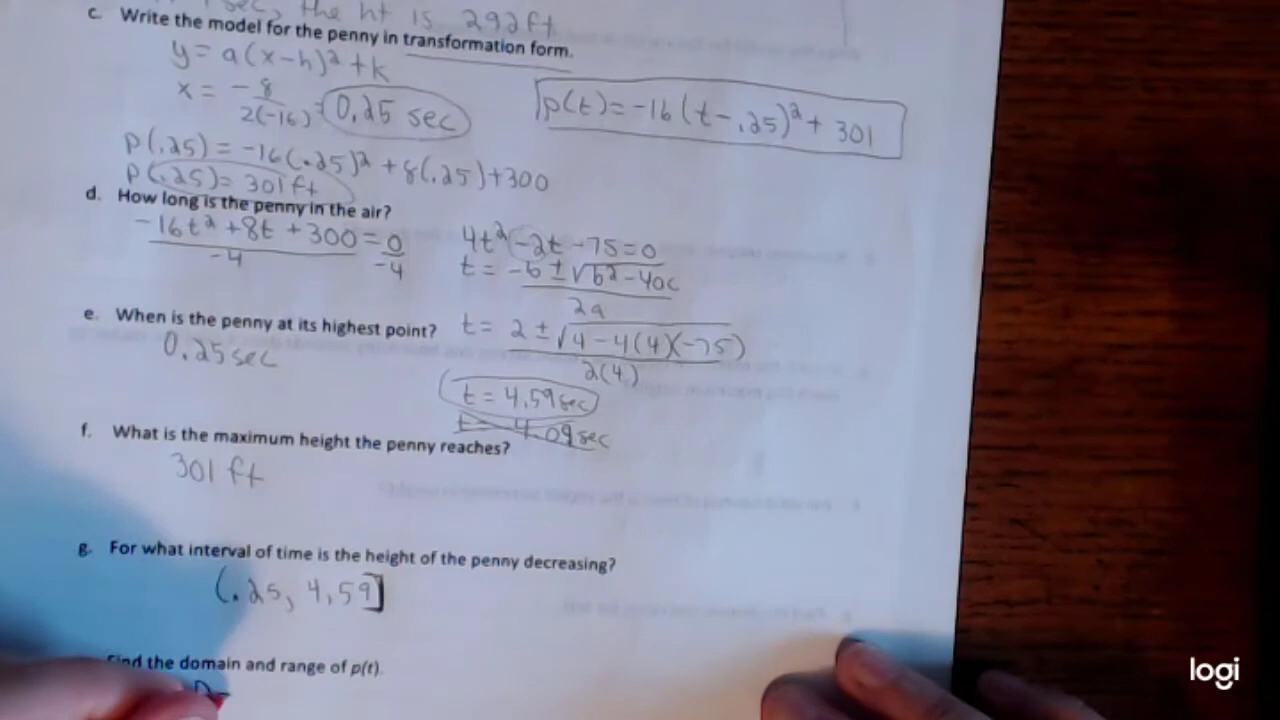 sec, the ht is 292 ft
c. Write the model for the penny in transformation form.
y = a(x-h)² + k
x = -8 / 2(-16) = 0.25 sec
p(t) = -16(t-.25)² + 301
p(.25) = -16(.25)² + 8(.25) + 300
p(.25) = 301 ft
d. How long is the penny in the air?
-16t² + 8t + 300 = 0
-4 -4
4t² - 2t - 75 = 0
t = -b ± √b² - 4ac
2a
e. When is the penny at its highest point?
0.25 sec
t = 2 ± √4 - 4(4)(-75)
2(4)
t = 4.59 sec
4.09 sec
f. What is the maximum height the penny reaches?
301 ft
g. For what interval of time is the height of the penny decreasing?
(.25, 4.59]
Find the domain and range of p(t).
D=
logi